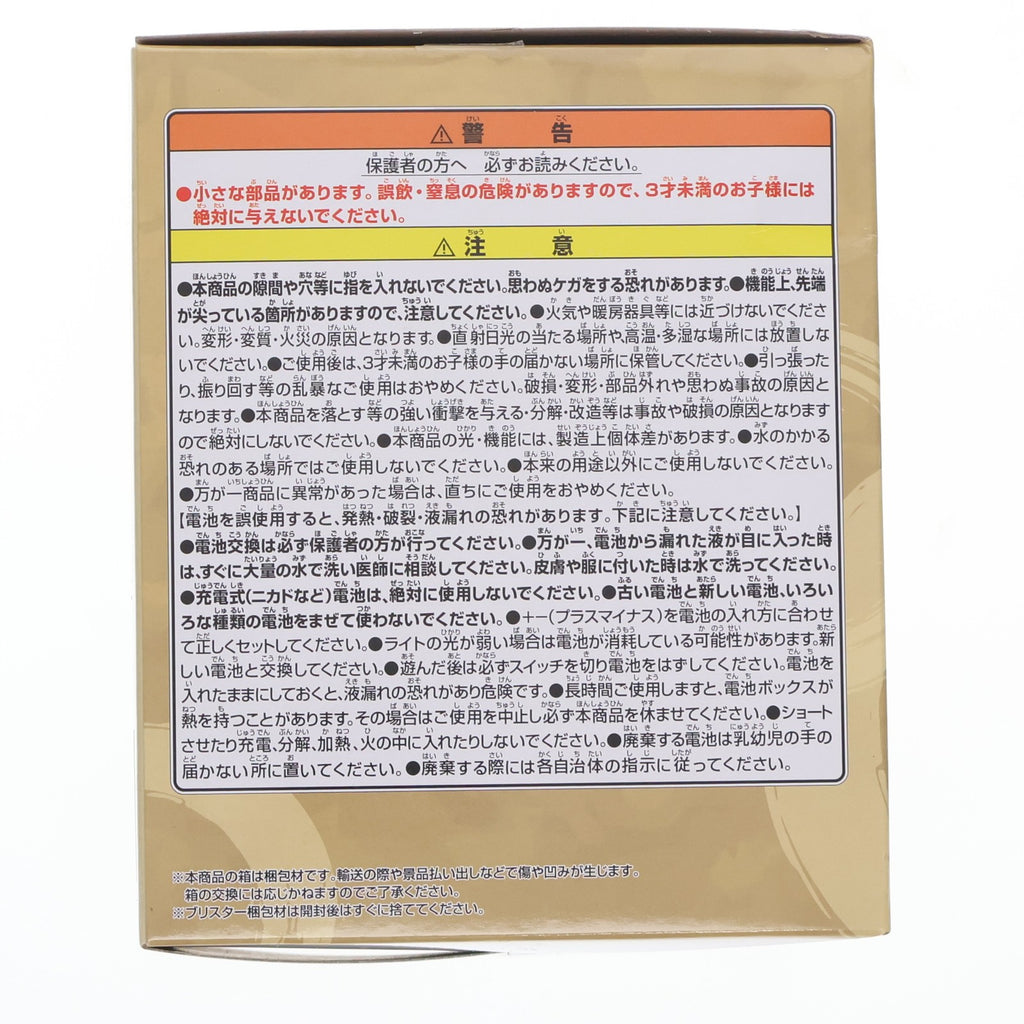 ⚠警告
保護者の方へ 必ずお読みください。
●小さな部品があります。誤飲・窒息の危険がありますので、3才未満のお子様には
絶対に与えないでください。
⚠注意
●本商品の隙間や穴等に指を入れないでください。思わぬケガをする恐れがあります。●機能上、先端
が尖っている箇所がありますので、注意してください。●火気や暖房器具等には近づけないでくださ
い。変形・変質・火災の原因となります。●直射日光の当たる場所や、高温・多湿な場所には放置しな
いでください。●ご使用後は、3才未満のお子様の手の届かない場所に保管してください。●引っ張った
り、振り回す等の乱暴なご使用はおやめください。破損・変形・部品外れや思わぬ事故の原因と
なります。●本商品を落とす等の強い衝撃を与える・分解・改造等は事故や破損の原因となります
ので絶対にしないでください。●本商品の光・機能には、製造上個体差があります。●水のかかる
恐れのある場所ではご使用しないでください。●本来の用途以外にご使用しないでください。
●万が一商品に異常があった場合は、直ちにご使用をおやめください。
【電池を誤使用すると、発熱・破裂・液漏れの恐れがあります。下記に注意してください。】
●電池交換は必ず保護者の方が行ってください。●万が一、電池から漏れた液が目に入った時
は、すぐに大量の水で洗い医師に相談してください。皮膚や服に付いた時は水で洗ってください。
●充電式(ニカドなど)電池は、絶対に使用しないでください。●古い電池と新しい電池、いろい
ろな種類の電池をまぜて使わないでください。●+−(プラスマイナス)を電池の入れ方に合わせ
て正しくセットしてください。●ライトの光が弱い場合は電池が消耗している可能性があります。新
しい電池と交換してください。●遊んだ後は必ずスイッチを切り電池をはずしてください。電池を
入れたままにしておくと、液漏れの恐れがあり危険です。●長時間ご使用しますと、電池ボックスが
熱を持つことがあります。その場合はご使用を中止し必ず本商品を休ませてください。●ショート
させたり充電、分解、加熱、火の中に入れたりしないでください。●廃棄する電池は乳幼児の手の
届かない所に置いてください。●廃棄する際には各自治体の指示に従ってください。
※本商品の箱は梱包材です。輸送の際や景品払い出しなどで傷や凹みが生じます。
箱の交換には応じかねますのでご了承ください。
※ブリスター梱包材は開封後はすぐに捨ててください。